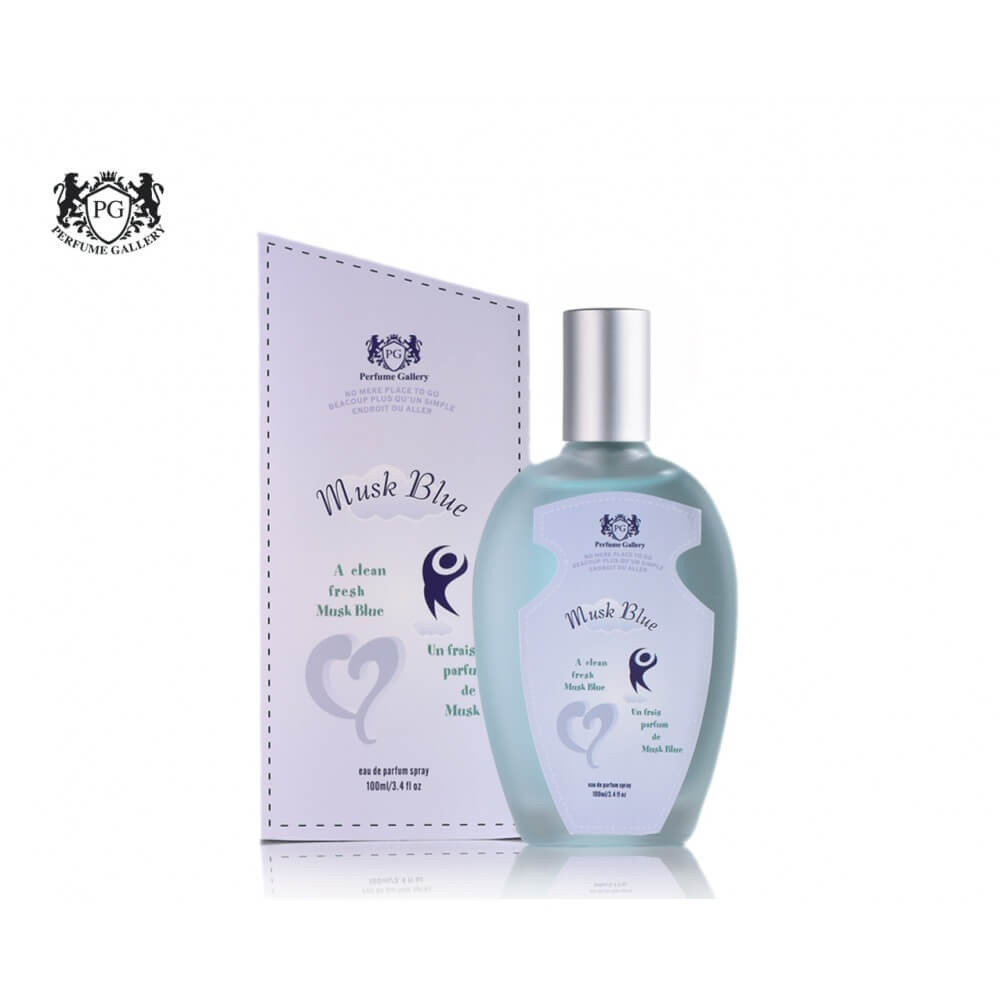 PG
PERFUME GALLERY
PG
Perfume Gallery
NO MERE PLACE TO GO
BEACOUP PLUS QU'UN SIMPLE
ENDROIT DU ALLER
Musk Blue
A clean
fresh
Musk Blue
Un frais
parfu
de
Musk
eau de parfum spray
100ml/3.4 fl oz
PG
Perfume Gallery
NO MERE PLACE TO GO
BEACOUP PLUS QU'UN SIMPLE
ENDROIT DU ALLER
Musk Blue
A clean
fresh
Musk Blue
Un frais
parfum
de
Musk Blue
eau de parfum spray
100ml/3.4 fl oz